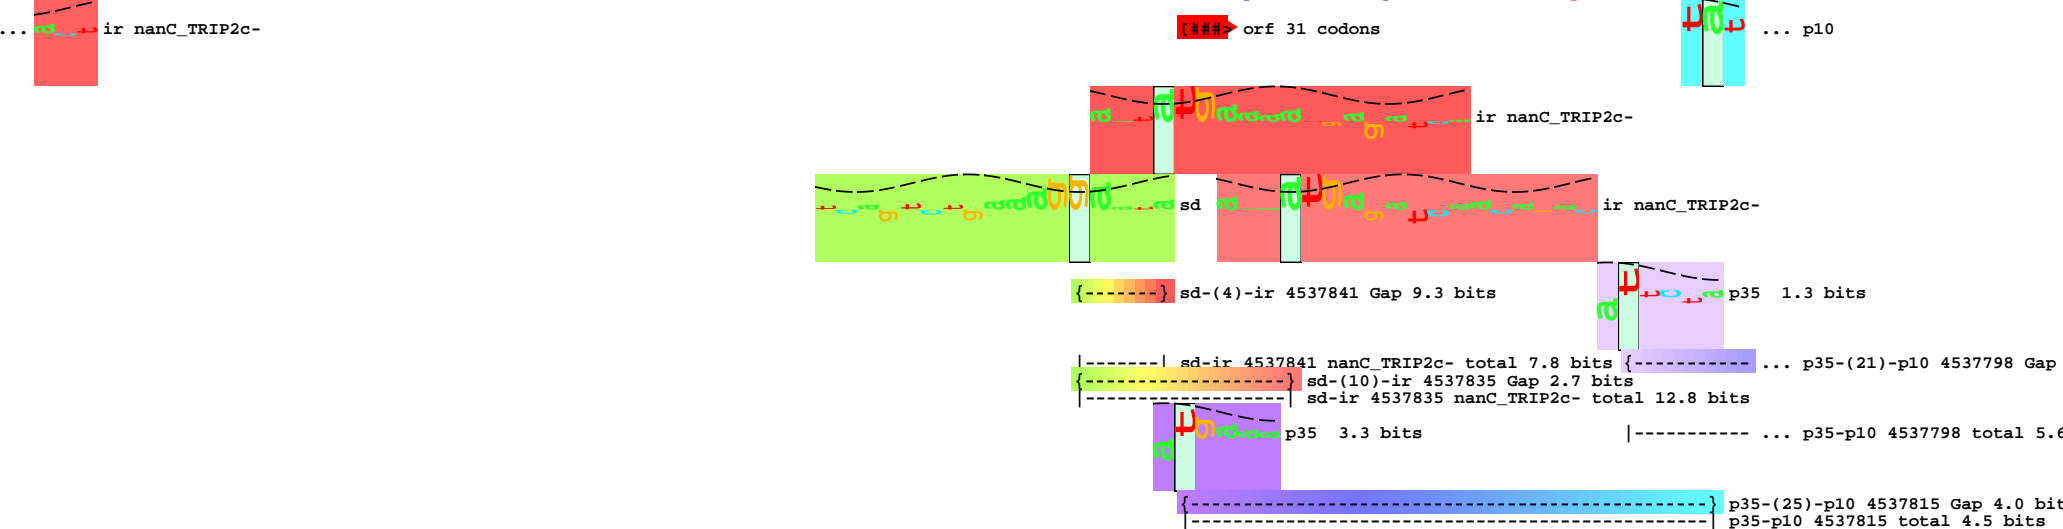 ... ir nanC_TRIP2c-
[###> orf 31 codons
... p10
ir nanC_TRIP2c-
sd
ir nanC_TRIP2c-
{-------} sd-(4)-ir 4537841 Gap 9.3 bits
p35 1.3 bits
|-------| sd-ir 4537841 nanC_TRIP2c- total 7.8 bits
{----------- ... p35-(21)-p10 4537798 Gap
{-------------------} sd-(10)-ir 4537835 Gap 2.7 bits
|-------------------| sd-ir 4537835 nanC_TRIP2c- total 12.8 bits
p35 3.3 bits
|----------- ... p35-p10 4537798 total 5.6
{--------------------------------------------------} p35-(25)-p10 4537815 Gap 4.0 bit
|--------------------------------------------------| p35-p10 4537815 total 4.5 bits